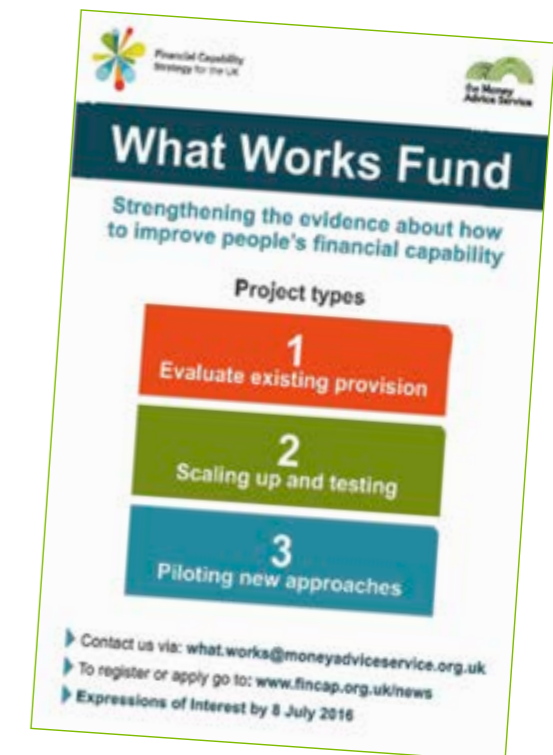 Financial Capability
Strategy for the UK
the Money
Advice Service
What Works Fund
Strengthening the evidence about how
to improve people's financial capability
Project types
1
Evaluate existing provision
2
Scaling up and testing
3
Piloting new approaches
Contact us via: what.works@moneyadviceservice.org.uk
To register or apply go to: www.fincap.org.uk/news
Expressions of Interest by 8 July 2016